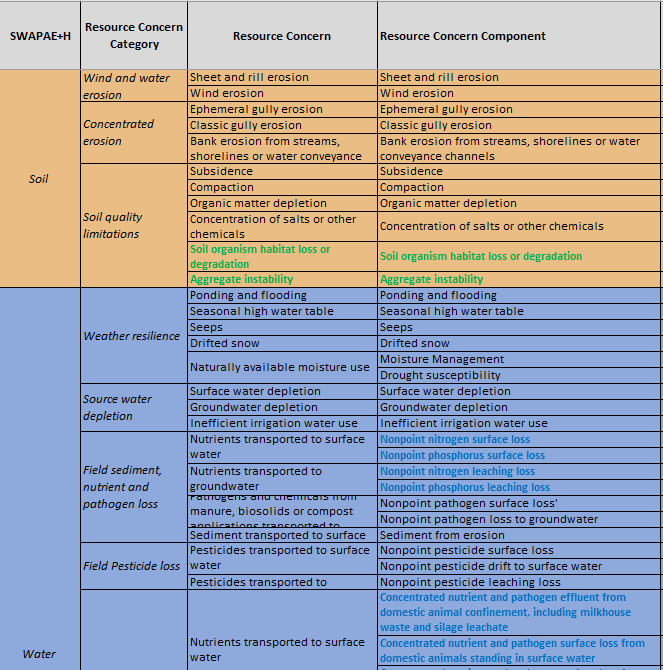 SWAPAE+H
Resource Concern
Category
Resource Concern
Resource Concern Component
Soil
Wind and water
erosion
Sheet and rill erosion
Sheet and rill erosion
Wind erosion
Wind erosion
Concentrated
erosion
Ephemeral gully erosion
Ephemeral gully erosion
Classic gully erosion
Classic gully erosion
Bank erosion from streams,
shorelines or water conveyance
Bank erosion from streams, shorelines or water
conveyance channels
Soil quality
limitations
Subsidence
Subsidence
Compaction
Compaction
Organic matter depletion
Organic matter depletion
Concentration of salts or other
chemicals
Concentration of salts or other chemicals
Soil organism habitat loss or
degradation
Soil organism habitat loss or degradation
Aggregate instability
Aggregate instability
Water
Weather resilience
Ponding and flooding
Ponding and flooding
Seasonal high water table
Seasonal high water table
Seeps
Seeps
Drifted snow
Drifted snow
Naturally available moisture use
Moisture Management
Drought susceptibility
Source water
depletion
Surface water depletion
Surface water depletion
Groundwater depletion
Groundwater depletion
Inefficient irrigation water use
Inefficient irrigation water use
Field sediment,
nutrient and
pathogen loss
Nutrients transported to surface
water
Nonpoint nitrogen surface loss
Nonpoint phosphorus surface loss
Nutrients transported to
groundwater
Nonpoint nitrogen leaching loss
Nonpoint phosphorus leaching loss
Pathogens and chemicals from
manure, biosolids or compost
applications transported to
Nonpoint pathogen surface loss'
Nonpoint pathogen loss to groundwater
Sediment transported to surface
Sediment from erosion
Field Pesticide loss
Pesticides transported to surface
water
Nonpoint pesticide surface loss
Nonpoint pesticide drift to surface water
Pesticides transported to
Nonpoint pesticide leaching loss
Nutrients transported to surface
water
Concentrated nutrient and pathogen effluent from
domestic animal confinement, including milkhouse
waste and silage leachate
Concentrated nutrient and pathogen surface loss from
domestic animals standing in surface water